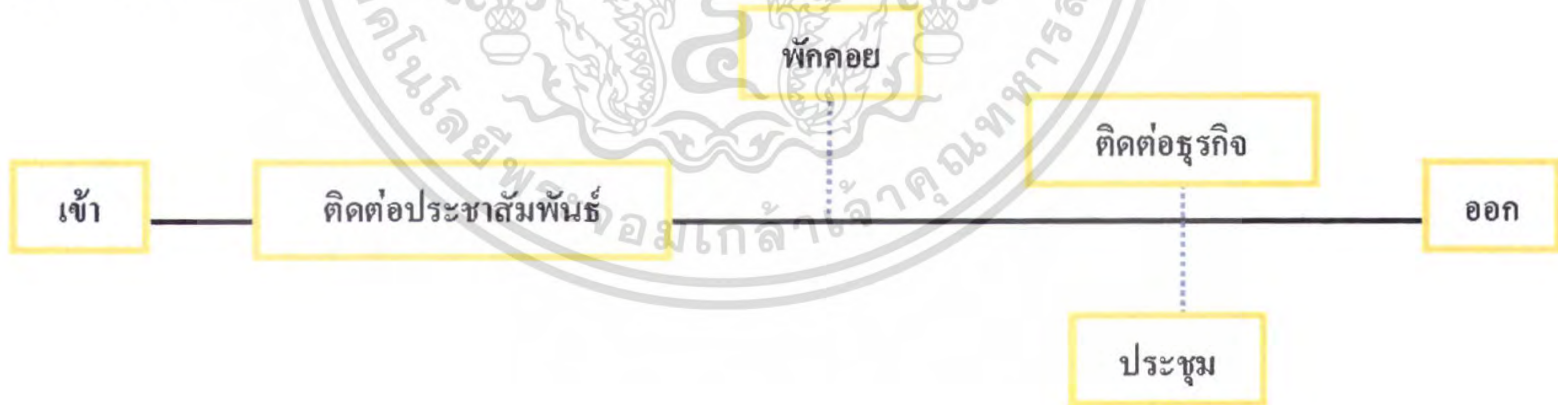 พักคอย
ติดต่อธุรกิจ
เข้า
ติดต่อประชาสัมพันธ์
ออก
ประชุม